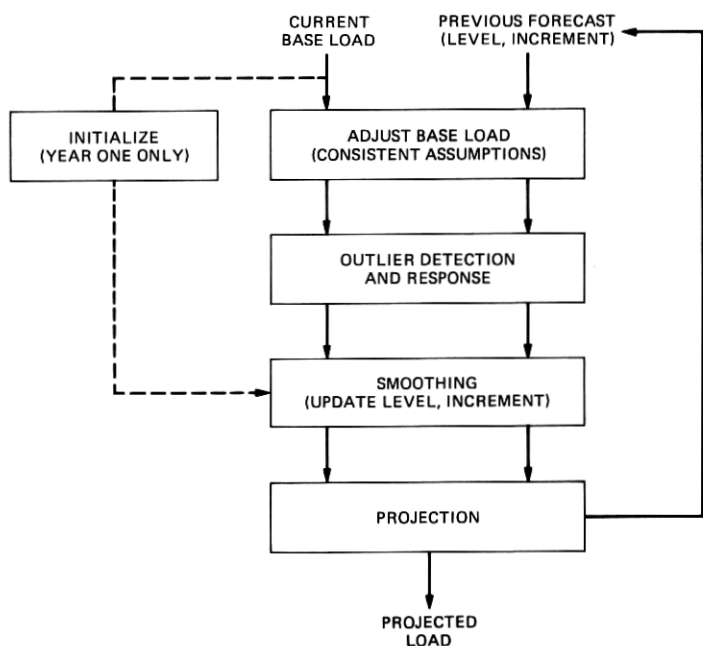 CURRENT
BASE LOAD
PREVIOUS FORECAST
(LEVEL, INCREMENT)
INITIALIZE
(YEAR ONE ONLY)
ADJUST BASE LOAD
(CONSISTENT ASSUMPTIONS)
OUTLIER DETECTION
AND RESPONSE
SMOOTHING
(UPDATE LEVEL, INCREMENT)
PROJECTION
PROJECTED
LOAD